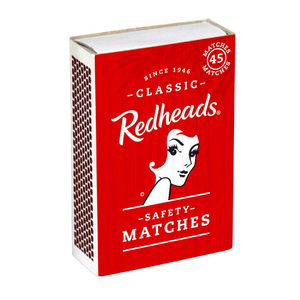 MATCHES
45
MATCHES
SINCE 1946
–CLASSIC–
Redheads®
©
–SAFETY–
MATCHES